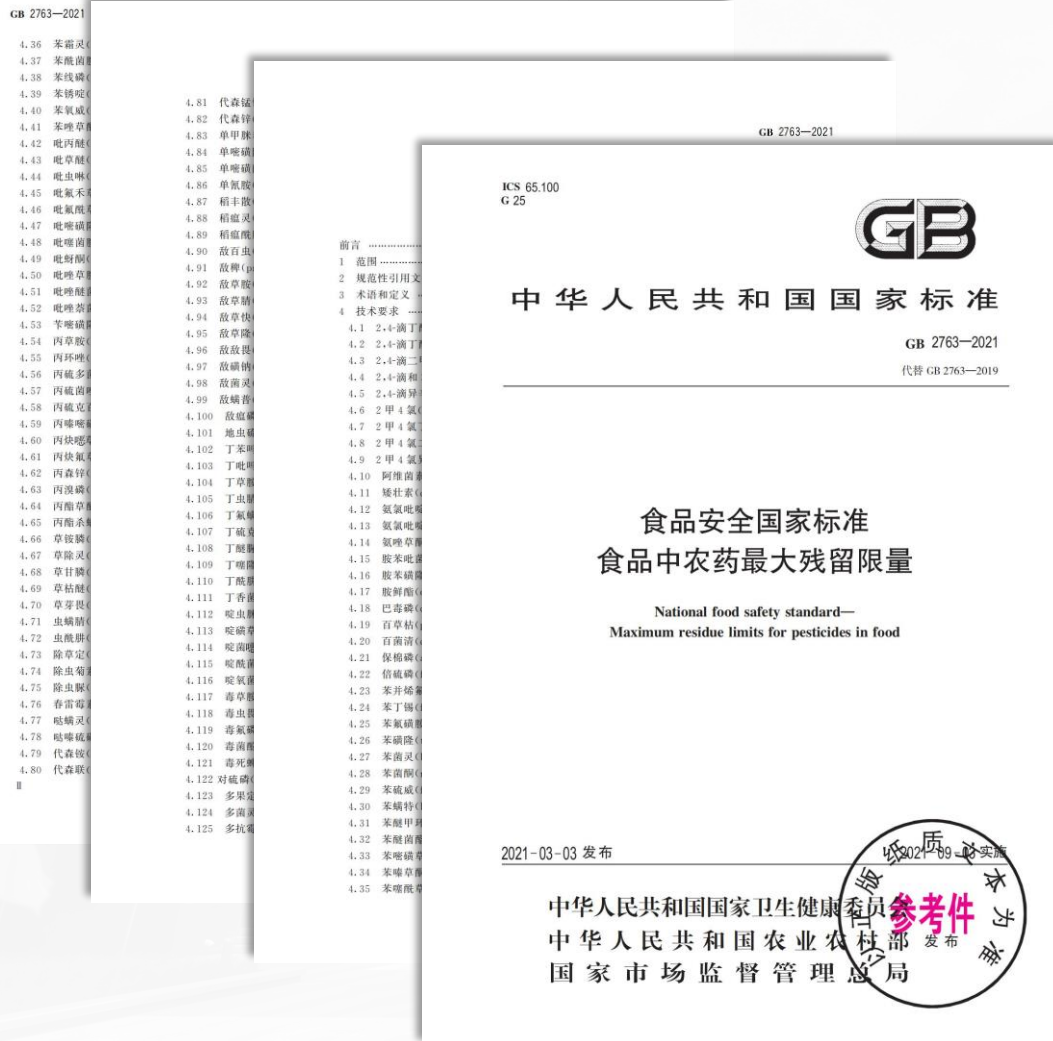 GB 2763—2021
4.36 苯霜灵(
4.37 苯酰菌
4.38 苯线磷(
4.39 苯锈啶(
4.40 苯氧威(
4.41 苯唑草
4.42 吡丙醚(
4.43 吡草醚(
4.44 吡虫啉(
4.45 吡氟禾
4.46 吡氟酰
4.47 吡嘧磺
4.48 吡噻菌
4.49 吡蚜酮(
4.50 吡唑草
4.51 吡唑醚
4.52 吡唑萘
4.53 苄嘧磺
4.54 丙草胺(
4.55 丙环唑(
4.56 丙硫多
4.57 丙硫菌
4.58 丙硫克
4.59 丙嗪嘧
4.60 丙炔噁
4.61 丙炔氟
4.62 丙森锌(
4.63 丙溴磷(
4.64 丙酯草
4.65 丙酯杀
4.66 草铵膦(
4.67 草除灵(
4.68 草甘膦(
4.69 草枯醚(
4.70 草芽畏(
4.71 虫螨腈(
4.72 虫酰肼(
4.73 除草定(
4.74 除虫菊
4.75 除虫脲(
4.76 春雷霉
4.77 哒螨灵(
4.78 哒嗪硫
4.79 代森铵(
4.80 代森联(
Ⅱ
4.81 代森锰
4.82 代森锌
4.83 单甲脒
4.84 单嘧磺
4.85 单嘧磺
4.86 单氰胺
4.87 稻丰散
4.88 稻瘟灵
4.89 稻瘟酰
4.90 敌百虫
4.91 敌稗(p
4.92 敌草胺
4.93 敌草腈
4.94 敌草快
4.95 敌草隆
4.96 敌敌畏
4.97 敌磺钠
4.98 敌菌灵
4.99 敌螨普
4.100 敌瘟磷
4.101 地虫硫
4.102 丁苯吗
4.103 丁吡吗
4.104 丁草胺
4.105 丁虫腈
4.106 丁氟螨
4.107 丁硫克
4.108 丁醚脲
4.109 丁噻隆
4.110 丁酰肼
4.111 丁香菌
4.112 啶虫脒
4.113 啶磺草
4.114 啶菌噁
4.115 啶酰菌
4.116 啶氧菌
4.117 毒草胺
4.118 毒虫畏
4.119 毒氟磷
4.120 毒菌酚
4.121 毒死蜱
4.122 对硫磷(
4.123 多果定
4.124 多菌灵
4.125 多抗霉
GB 2763—2021
前言 ………………
1 范围 ……………
2 规范性引用文
3 术语和定义
4 技术要求 ……
4.1 2,4-滴丁
4.2 2,4-滴丁
4.3 2,4-滴二
4.4 2,4-滴和
4.5 2,4-滴异
4.6 2甲4氯(
4.7 2甲4氯
4.8 2甲4氯
4.9 2甲4氯
4.10 阿维菌
4.11 矮壮素(
4.12 氨氯吡啶
4.13 氨氯吡啶
4.14 氨唑草
4.15 胺苯吡菌
4.16 胺苯磺隆
4.17 胺鲜酯(
4.18 巴毒磷(
4.19 百草枯(p
4.20 百菌清(
4.21 保棉磷(
4.22 倍硫磷(
4.23 苯并烯氟
4.24 苯丁锡(
4.25 苯氟磺胺
4.26 苯磺隆(
4.27 苯菌灵(
4.28 苯菌酮(
4.29 苯硫威(
4.30 苯螨特(
4.31 苯醚甲环
4.32 苯醚菌酯
4.33 苯嘧磺草
4.34 苯嗪草酮
4.35 苯噻酰草
ICS 65.100
G 25
GB
中华人民共和国国家标准
GB 2763—2021
代替 GB 2763—2019
食品安全国家标准
食品中农药最大残留限量
National food safety standard—
Maximum residue limits for pesticides in food
2021-03-03 发布
2021-09-03 实施
中华人民共和国国家卫生健康委员会
中华人民共和国农业农村部
国家市场监督管理总局
发布
以正版纸质文本为准
参考件